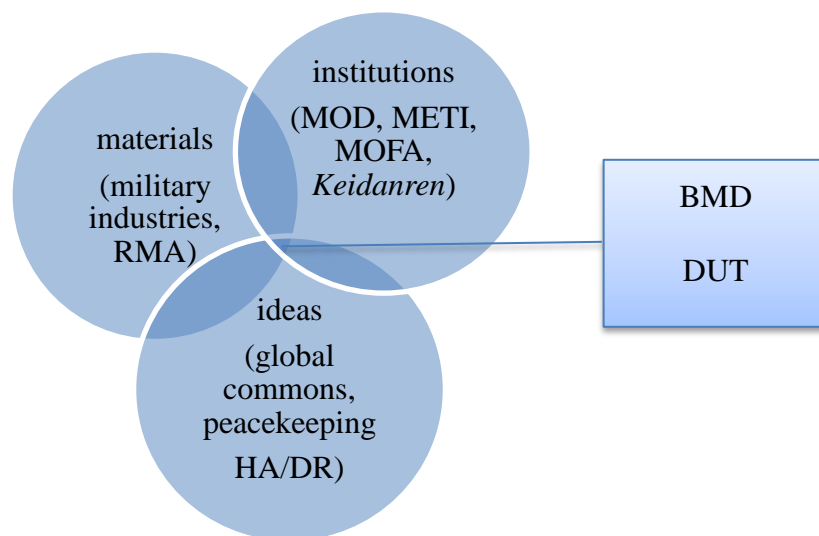 institutions
(MOD, METI,
MOFA,
Keidanren)
materials
(military
industries,
RMA)
ideas
(global
commons,
peacekeeping
HA/DR)
BMD
DUT